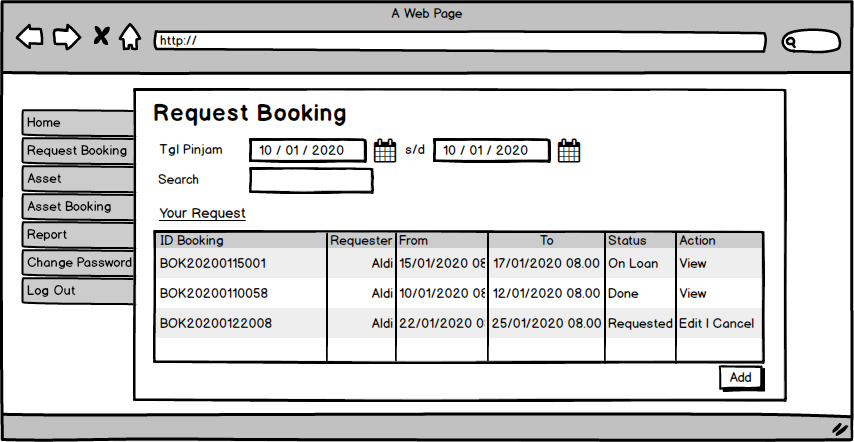 A Web Page
http://
Home
Request Booking
Asset
Asset Booking
Report
Change Password
Log Out
Request Booking
Tgl Pinjam 10 / 01 / 2020 s/d 10 / 01 / 2020
Search
Your Request
ID Booking Requester From To Status Action
BOK20200115001 Aldi 15/01/2020 08 17/01/2020 08.00 On Loan View
BOK20200110058 Aldi 10/01/2020 08 12/01/2020 08.00 Done View
BOK20200122008 Aldi 22/01/2020 0 25/01/2020 08.00 Requested Edit | Cancel
Add